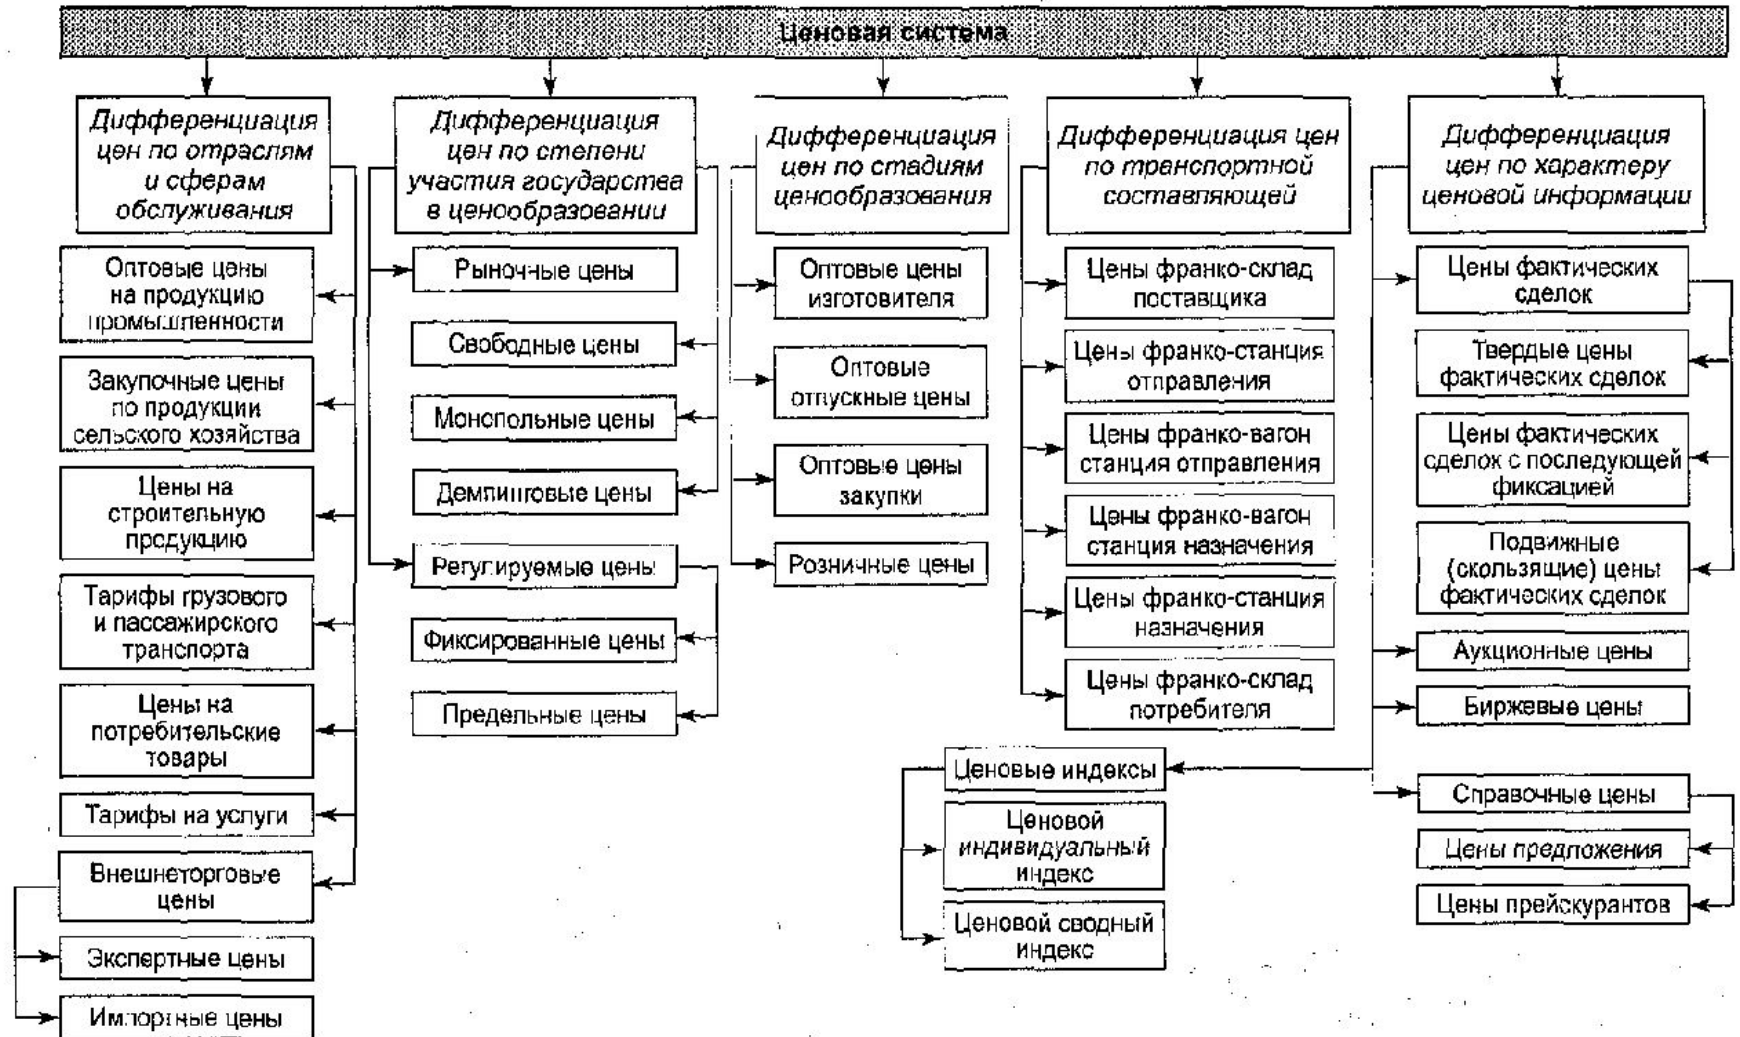 Ценовая система
Дифференциация
цен по отраслям
и сферам
обслуживания
Оптовые цены
на продукцию
промышленности
Закупочные цены
по продукции
сельского хозяйства
Цены на
строительную
продукцию
Тарифы грузового
и пассажирского
транспорта
Цены на
потребительские
товары
Тарифы на услуги
Внешнеторговые
цены
Экспертные цены
Импортные цены
Дифференциация
цен по степени
участия государства
в ценообразовании
Рыночные цены
Свободные цены
Монопольные цены
Демпинговые цены
Регулируемые цены
Фиксированные цены
Предельные цены
Дифференциация
цен по стадиям
ценообразования
Оптовые цены
изготовителя
Оптовые
отпускные цены
Оптовые цены
закупки
Розничные цены
Дифференциация цен
по транспортной
составляющей
Цены франко-склад
поставщика
Цены франко-станция
отправления
Цены франко-вагон
станция отправления
Цены франко-вагон
станция назначения
Цены франко-станция
назначения
Цены франко-склад
потребителя
Дифференциация
цен по характеру
ценовой информации
Цены фактических
сделок
Твердые цены
фактических сделок
Цены фактических
сделок с последующей
фиксацией
Подвижные
(скользящие) цены
фактических сделок
Аукционные цены
Биржевые цены
Ценовые индексы
Ценовой
индивидуальный
индекс
Ценовой сводный
индекс
Справочные цены
Цены предложения
Цены прейскурантов